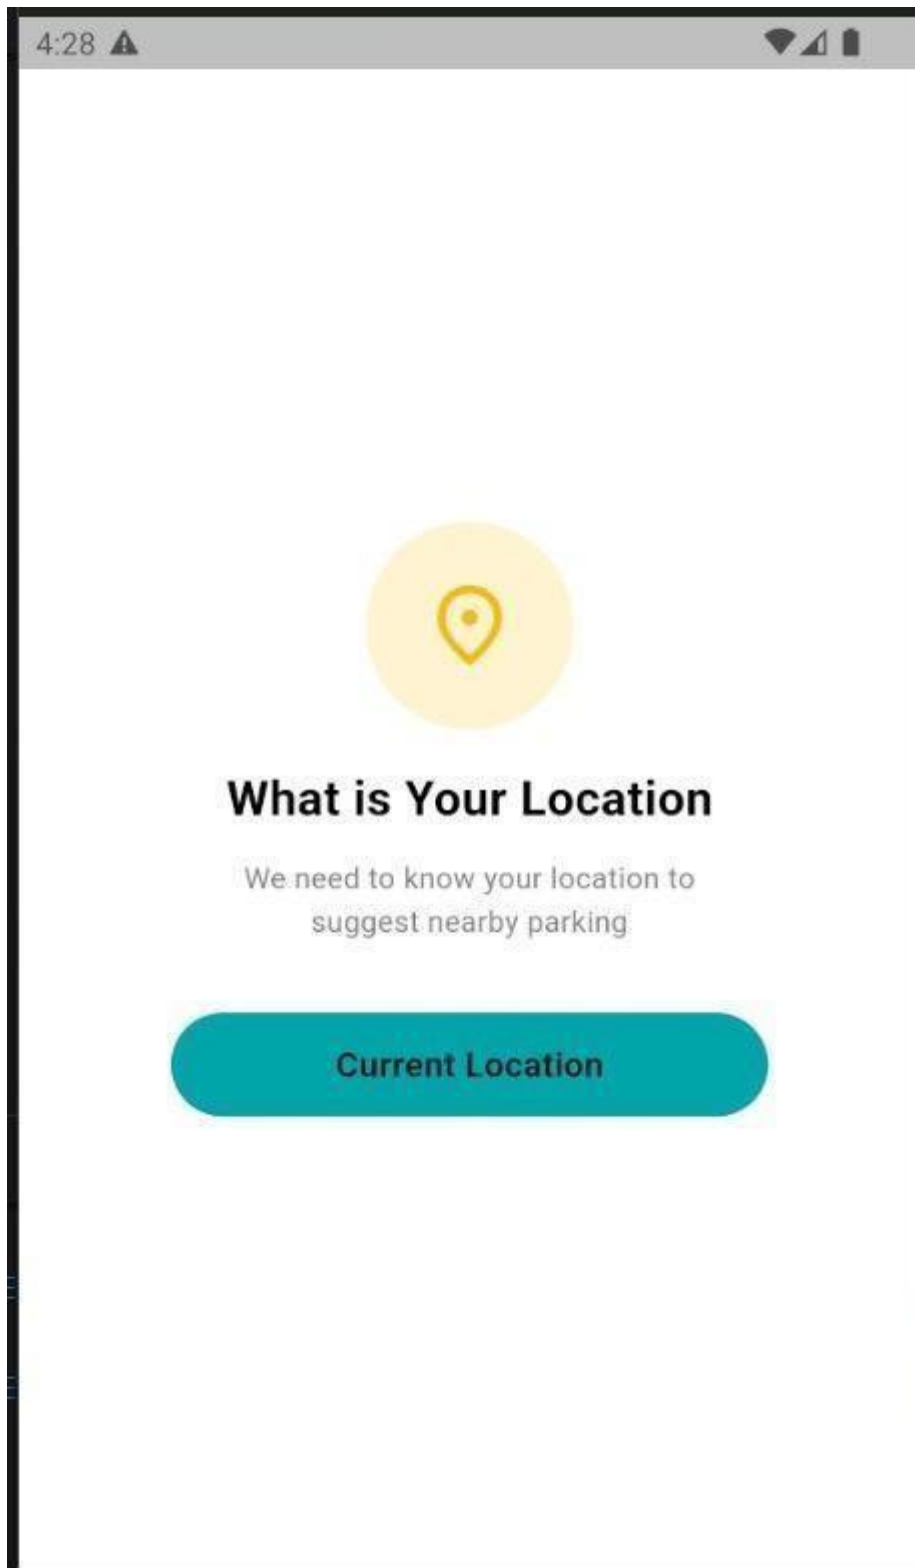 4:28
What is Your Location
We need to know your location to
suggest nearby parking
Current Location